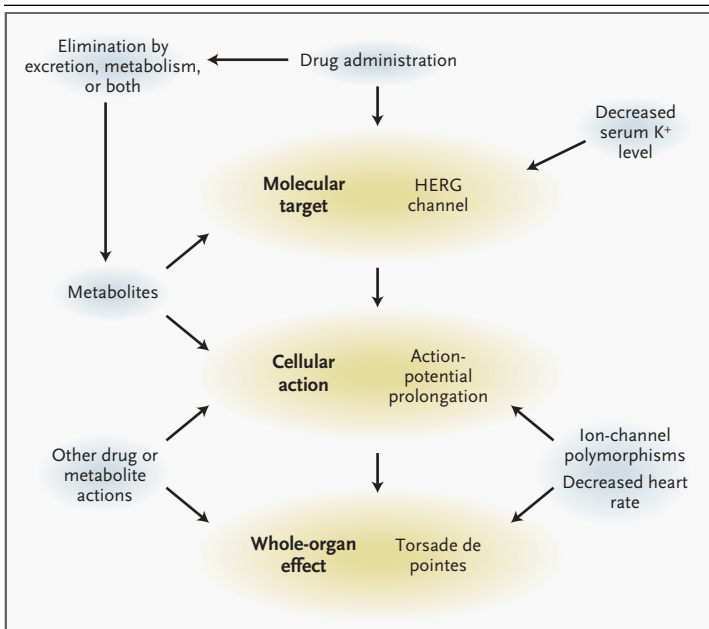 Elimination by
excretion, metabolism,
or both
Drug administration
Decreased
serum K⁺
level
Molecular
target
HERG
channel
Metabolites
Cellular
action
Action-
potential
prolongation
Other drug or
metabolite
actions
Ion-channel
polymorphisms
Decreased heart
rate
Whole-organ
effect
Torsade de
pointes